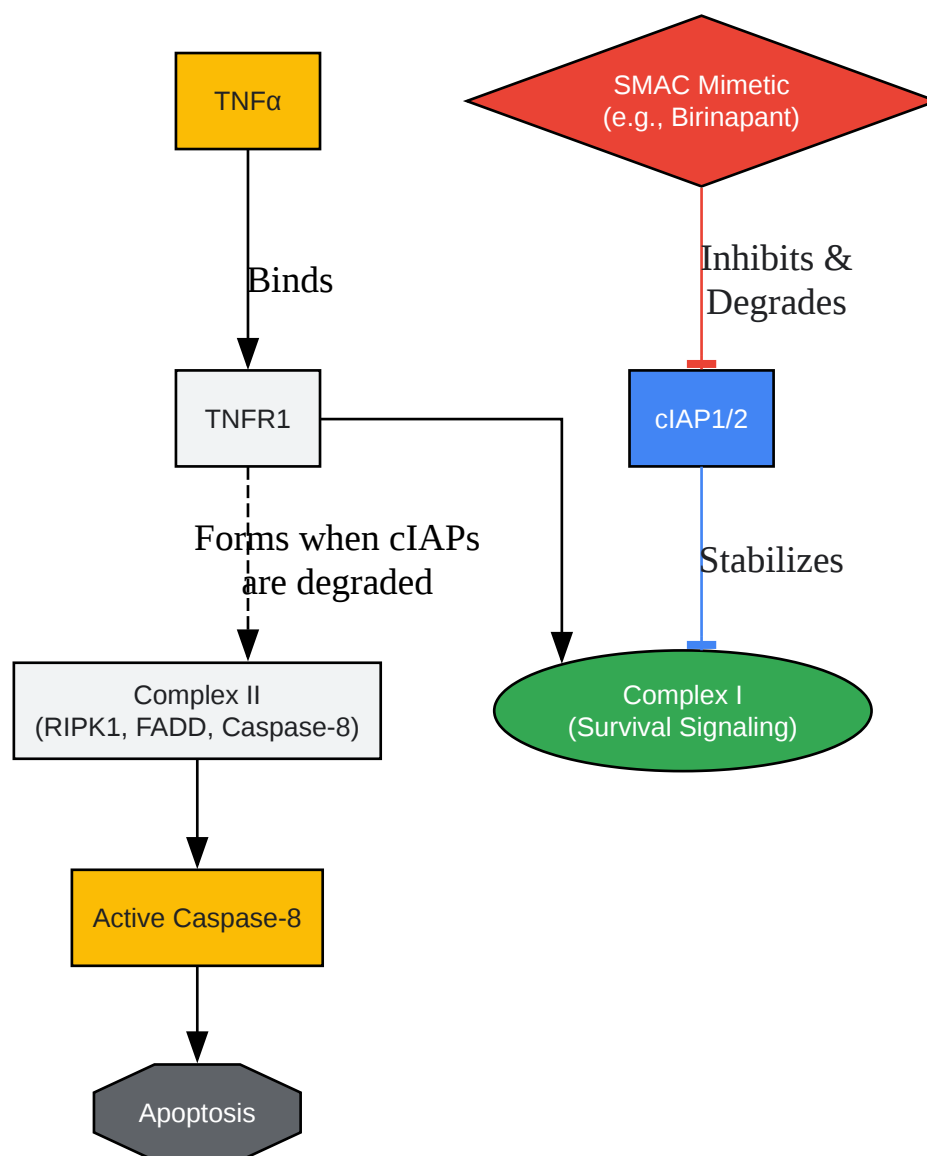 TNFα
SMAC Mimetic
(e.g., Birinapant)
Binds
Inhibits &
Degrades
TNFR1
cIAP1/2
Forms when cIAPs
are degraded
Stabilizes
Complex II
(RIPK1, FADD, Caspase-8)
Complex I
(Survival Signaling)
Active Caspase-8
Apoptosis